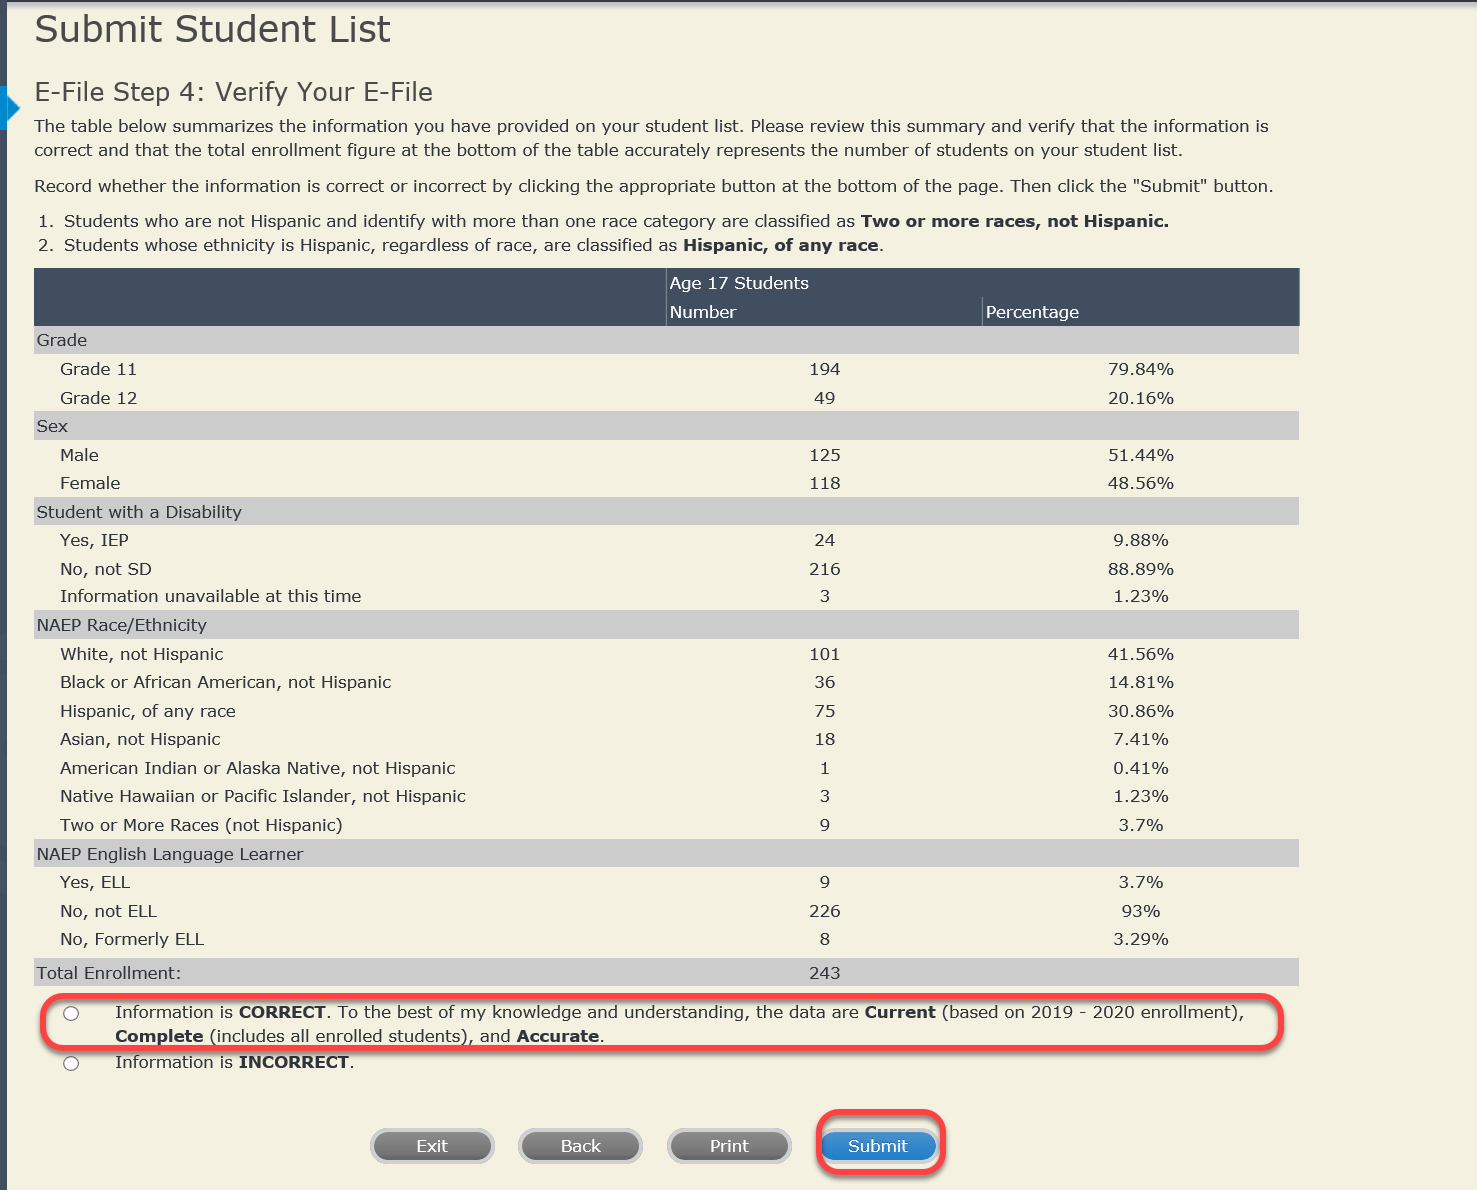 Submit Student List
E-File Step 4: Verify Your E-File
The table below summarizes the information you have provided on your student list. Please review this summary and verify that the information is
correct and that the total enrollment figure at the bottom of the table accurately represents the number of students on your student list.
Record whether the information is correct or incorrect by clicking the appropriate button at the bottom of the page. Then click the "Submit" button.
1. Students who are not Hispanic and identify with more than one race category are classified as Two or more races, not Hispanic.
2. Students whose ethnicity is Hispanic, regardless of race, are classified as Hispanic, of any race.
Age 17 Students
Number Percentage
Grade
Grade 11 194 79.84%
Grade 12 49 20.16%
Sex
Male 125 51.44%
Female 118 48.56%
Student with a Disability
Yes, IEP 24 9.88%
No, not SD 216 88.89%
Information unavailable at this time 3 1.23%
NAEP Race/Ethnicity
White, not Hispanic 101 41.56%
Black or African American, not Hispanic 36 14.81%
Hispanic, of any race 75 30.86%
Asian, not Hispanic 18 7.41%
American Indian or Alaska Native, not Hispanic 1 0.41%
Native Hawaiian or Pacific Islander, not Hispanic 3 1.23%
Two or More Races (not Hispanic) 9 3.7%
NAEP English Language Learner
Yes, ELL 9 3.7%
No, not ELL 226 93%
No, Formerly ELL 8 3.29%
Total Enrollment: 243
Information is CORRECT. To the best of my knowledge and understanding, the data are Current (based on 2019 - 2020 enrollment),
Complete (includes all enrolled students), and Accurate.
Information is INCORRECT.
Exit Back Print Submit